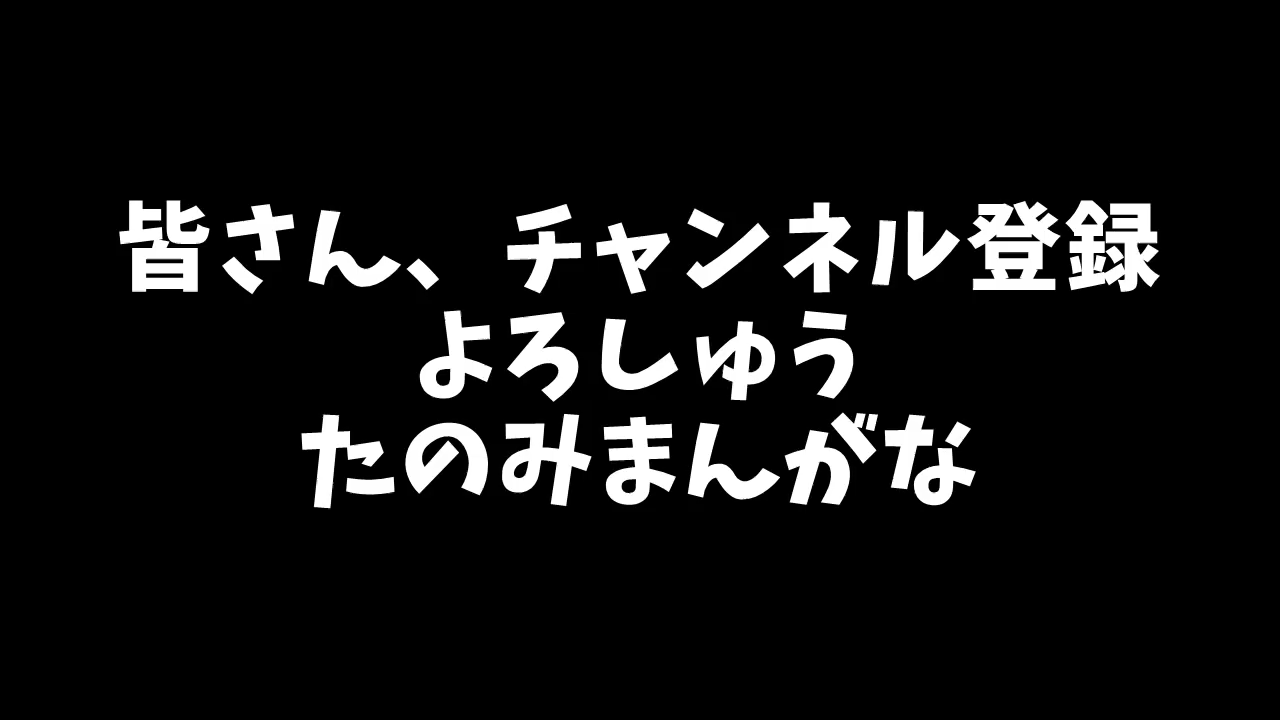 皆さん、チャンネル登録
よろしゅう
たのみまんがな